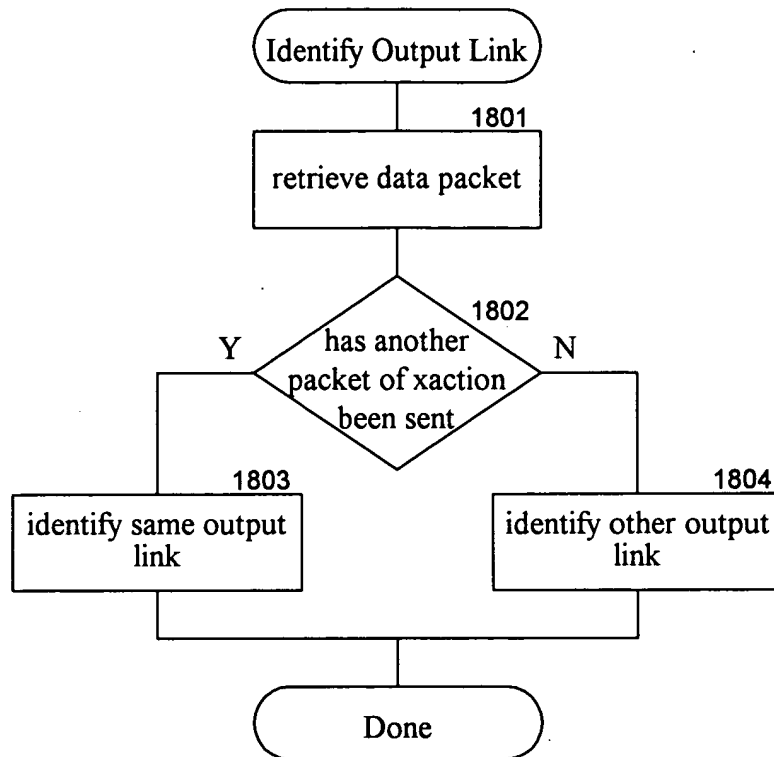 Identify Output Link
1801
retrieve data packet
1802
has another
packet of xaction
been sent
Y
N
1803
identify same output
link
1804
identify other output
link
Done